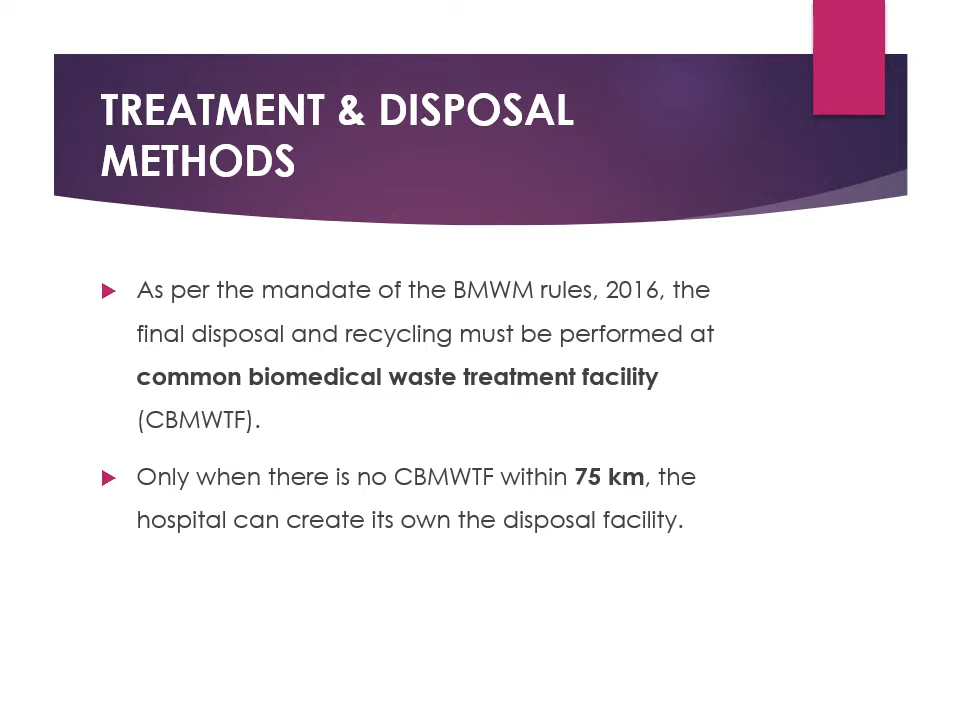 TREATMENT & DISPOSAL
METHODS
As per the mandate of the BMWM rules, 2016, the
final disposal and recycling must be performed at
common biomedical waste treatment facility
(CBMWTF).
Only when there is no CBMWTF within 75 km, the
hospital can create its own the disposal facility.